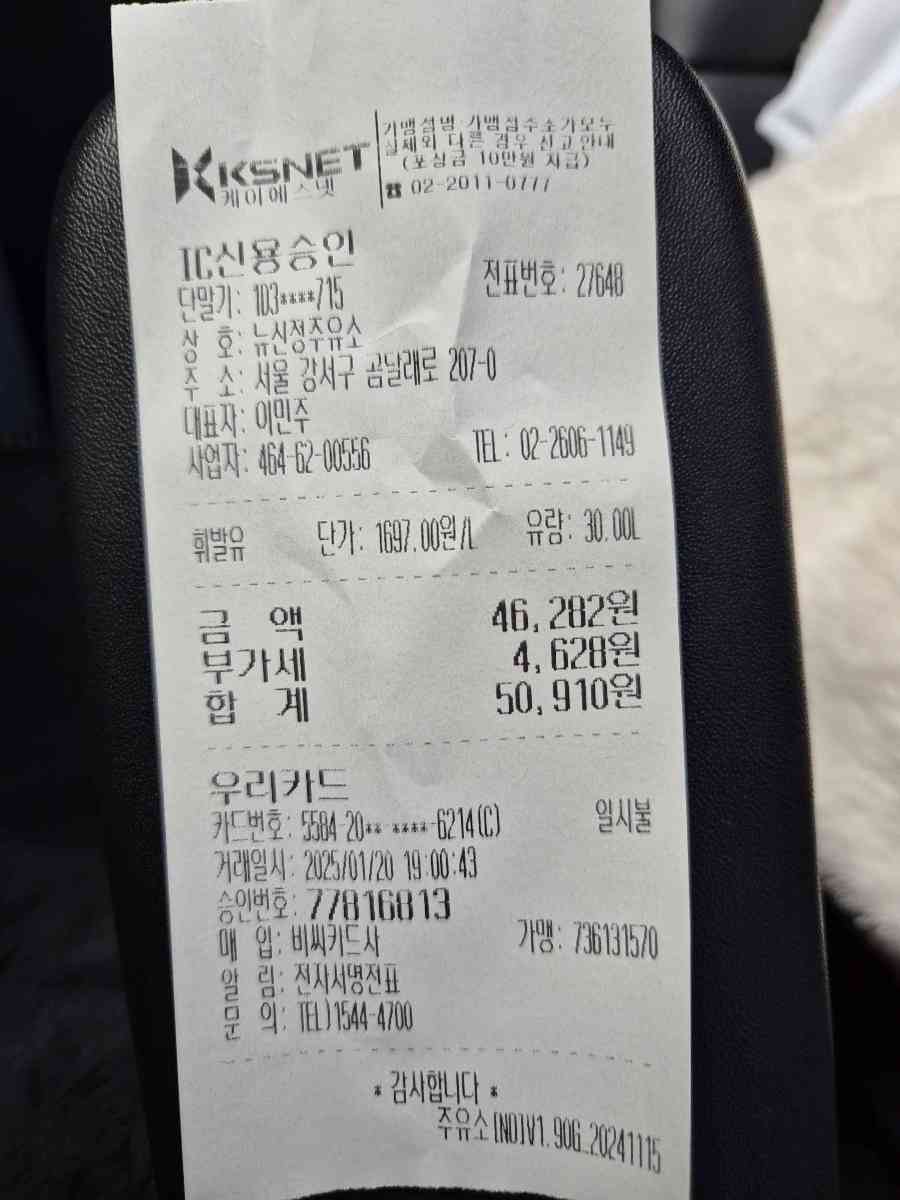 KSNET
케이에스넷
가맹점명 가맹점주소가모두
실제와 다른 경우 신고안내
(포상금 10만원 지급)
☎ 02-2011-0777
IC신용승인
단말기: 103****715 전표번호: 27648
상 호: 뉴신정주유소
주 소: 서울 강서구 곰달래로 207-0
대표자: 이민주
사업자: 464-62-00556 TEL: 02-2606-1149
휘발유 단가: 1697.00원/L 유량: 30.00L
금 액 46,282원
부가세 4,628원
합 계 50,910원
우리카드
카드번호: 5584-20** ****-6214(C) 일시불
거래일시: 2025/01/20 19:00:43
승인번호: 77816813
매 입: 비씨카드사 가맹: 736131570
알 림: 전자서명전표
문 의: TEL)1544-4700
* 감사합니다 *
주유소[NO]V1.90G_20241115